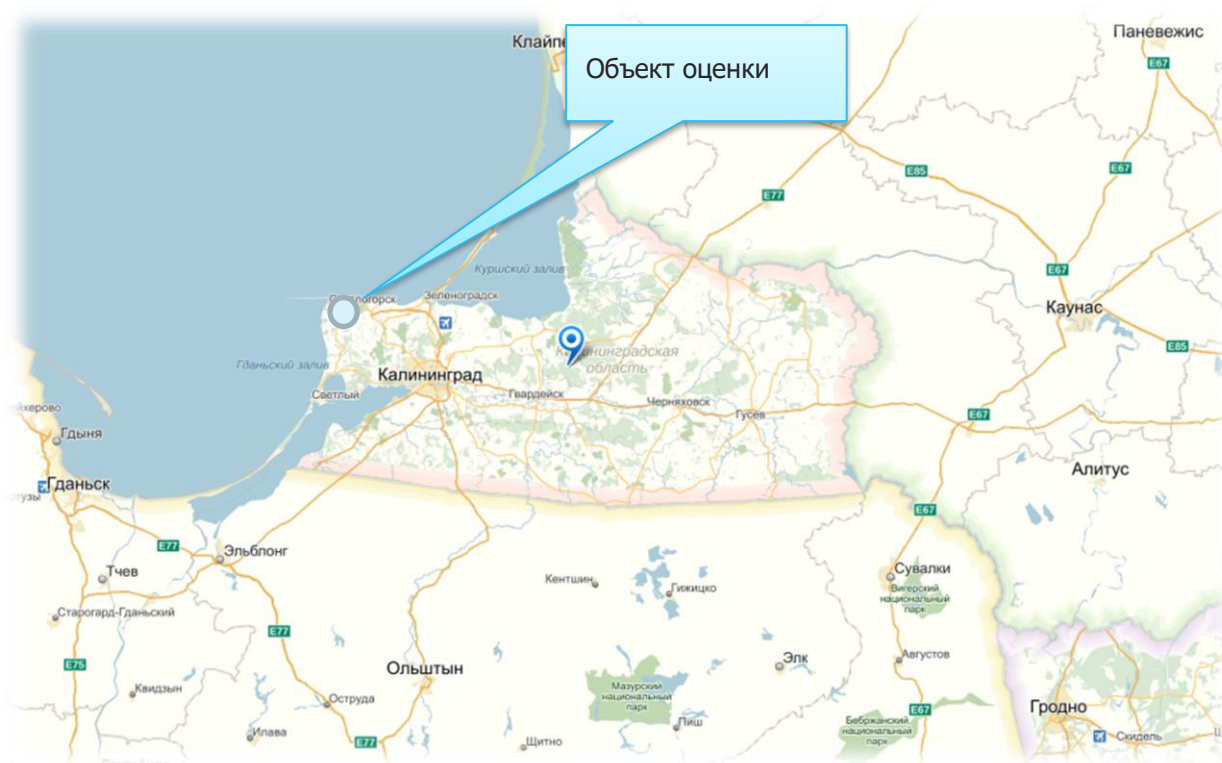 Паневежис
Клайпе
E67
Объект оценки
E85
E67
E77
Куршский залив
E67
логорск
Зеленоградск
Каунас
E85
Гданьский залив
нинградская
область
Калининград
Светлый
Гвардейск
Черняховск
Гусев
E67
Гдыня
Алитус
Гданьск
E67
E77
Эльблонг
Тчев
Кентшин
Гижицко
Сувалки
Вигерский
национальный
парк
Старогард-Гданьский
E77
E75
Ольштын
Элк
Августов
Квидзын
Оструда
Мазурский
национальный
парк
E67
Гродно
Пиш
Бебржанский
национальный
парк
Илава
E77
Щитно
Скидель